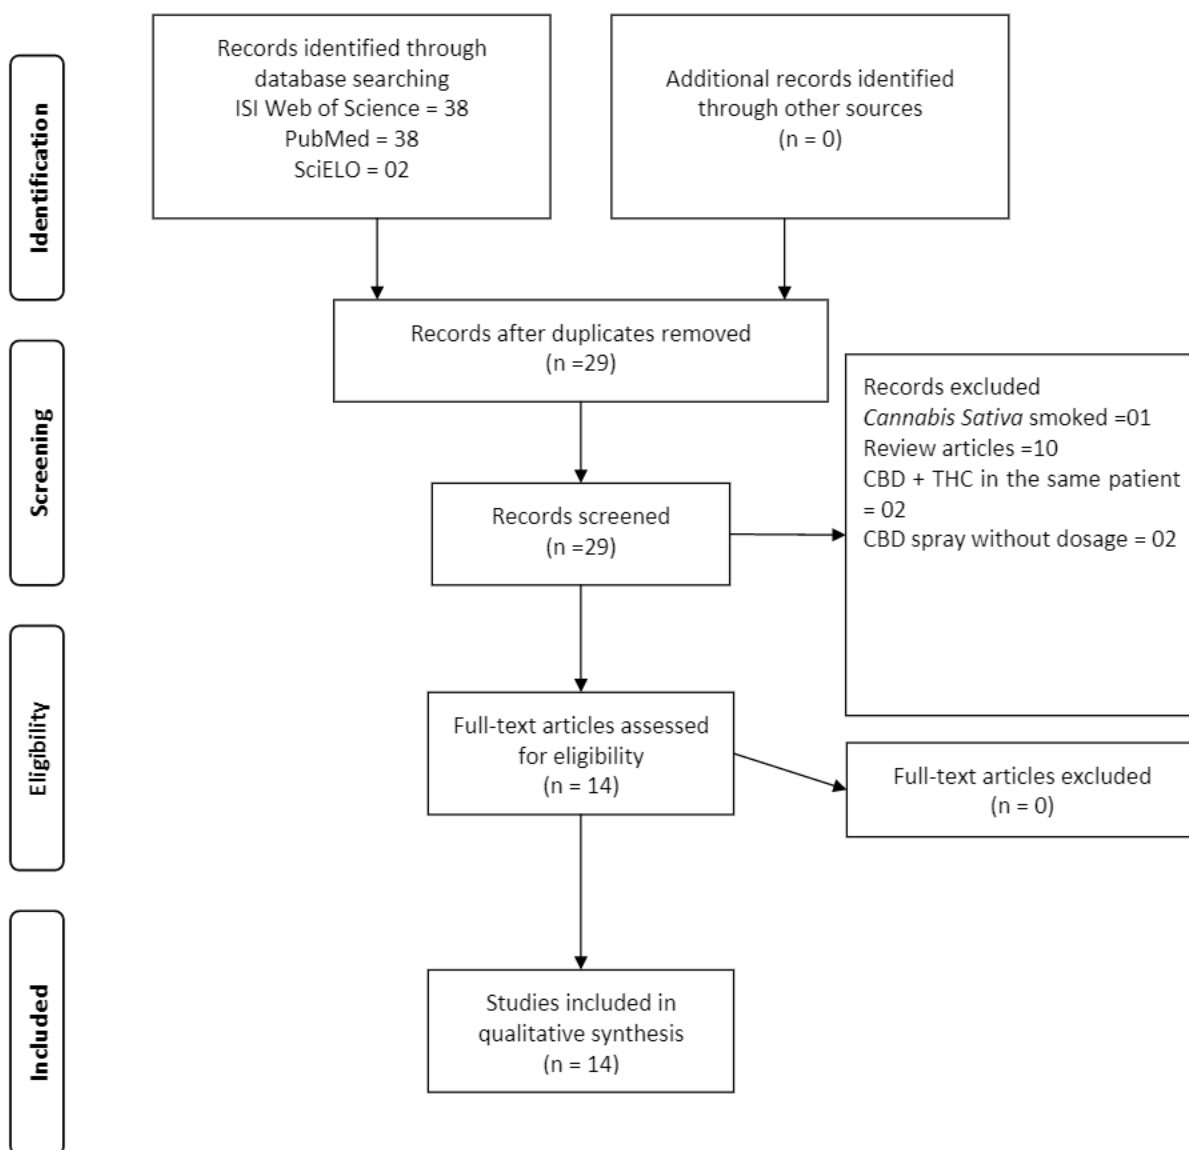 Identification
Records identified through
database searching
ISI Web of Science = 38
PubMed = 38
SciELO = 02
Additional records identified
through other sources
(n = 0)
Records after duplicates removed
(n =29)
Screening
Records screened
(n =29)
Records excluded
Cannabis Sativa smoked =01
Review articles =10
CBD + THC in the same patient
= 02
CBD spray without dosage = 02
Eligibility
Full-text articles assessed
for eligibility
(n = 14)
Full-text articles excluded
(n = 0)
Included
Studies included in
qualitative synthesis
(n = 14)